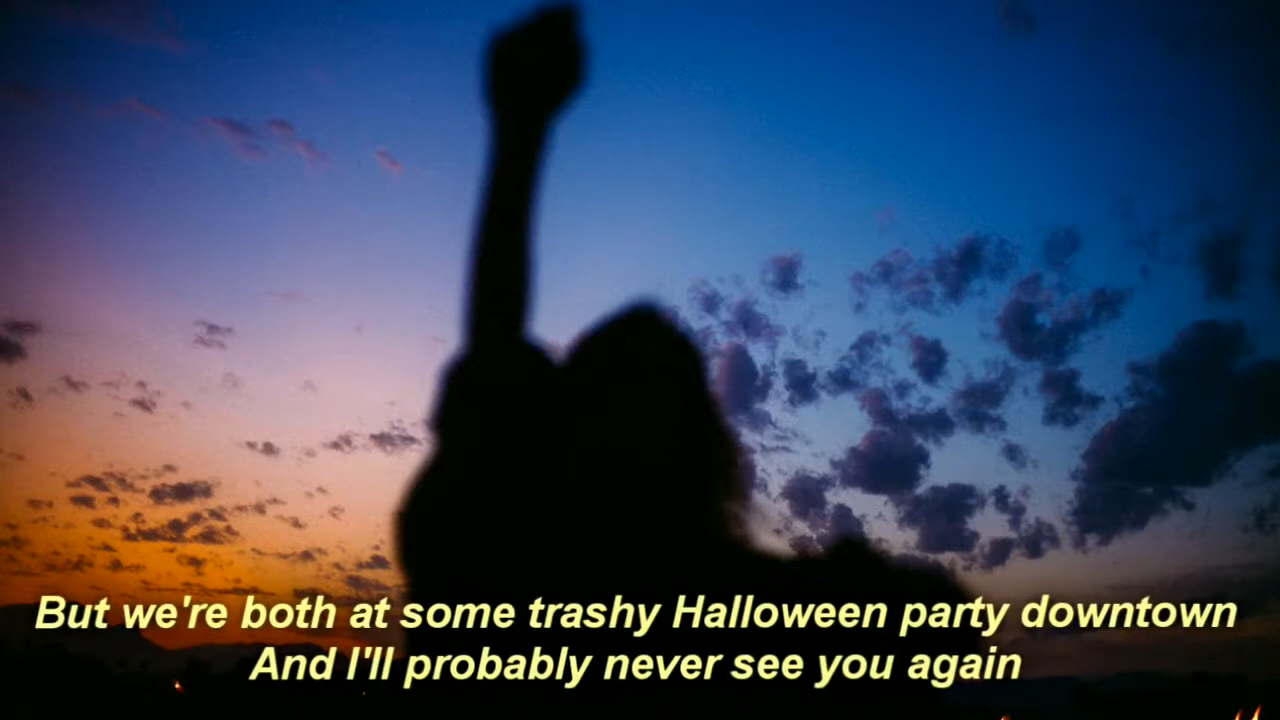 But we're both at some trashy Halloween party downtown
And I'll probably never see you again